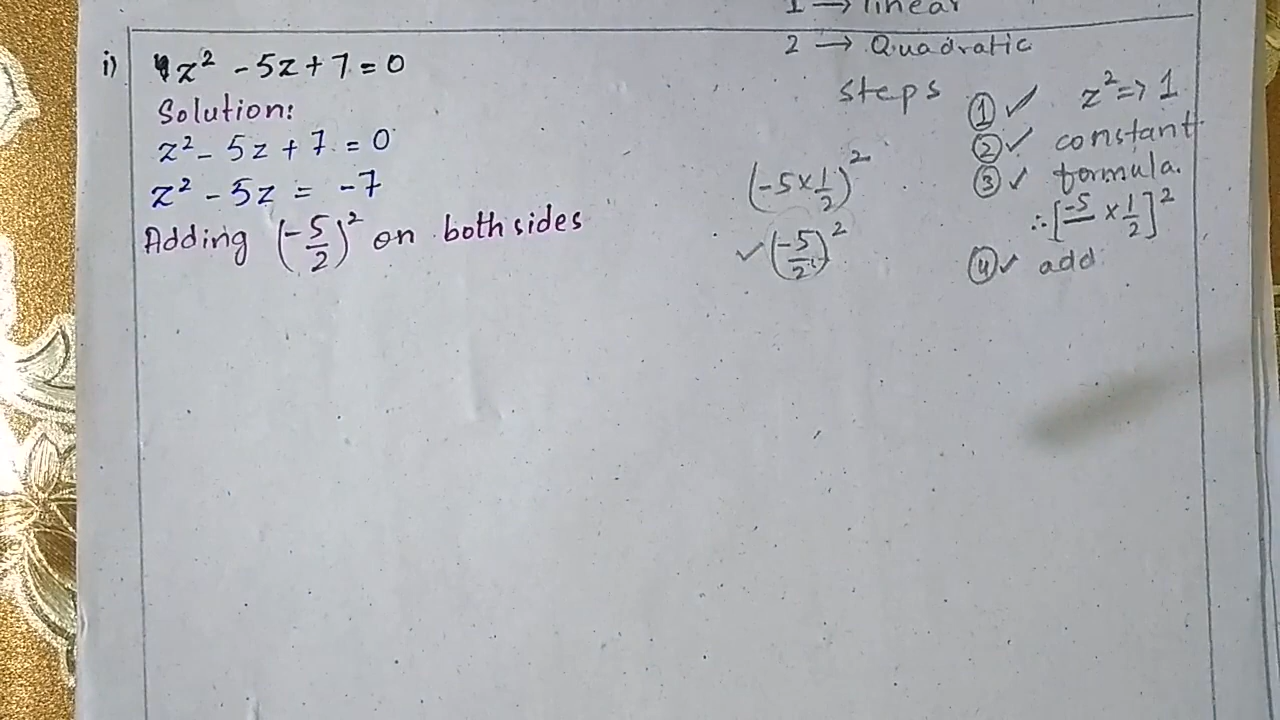 1 → linear
2 → Quadratic
i) 4z² - 5z + 7 = 0
Solution:
z² - 5z + 7 = 0
z² - 5z = -7
Adding (-5/2)² on both sides
(-5×1/2)²
✓(-5/2)²
steps
① ✓ z² => 1
② ✓ constant
③ ✓ formula.
∴ [-5 × 1/2]²
④ ✓ add